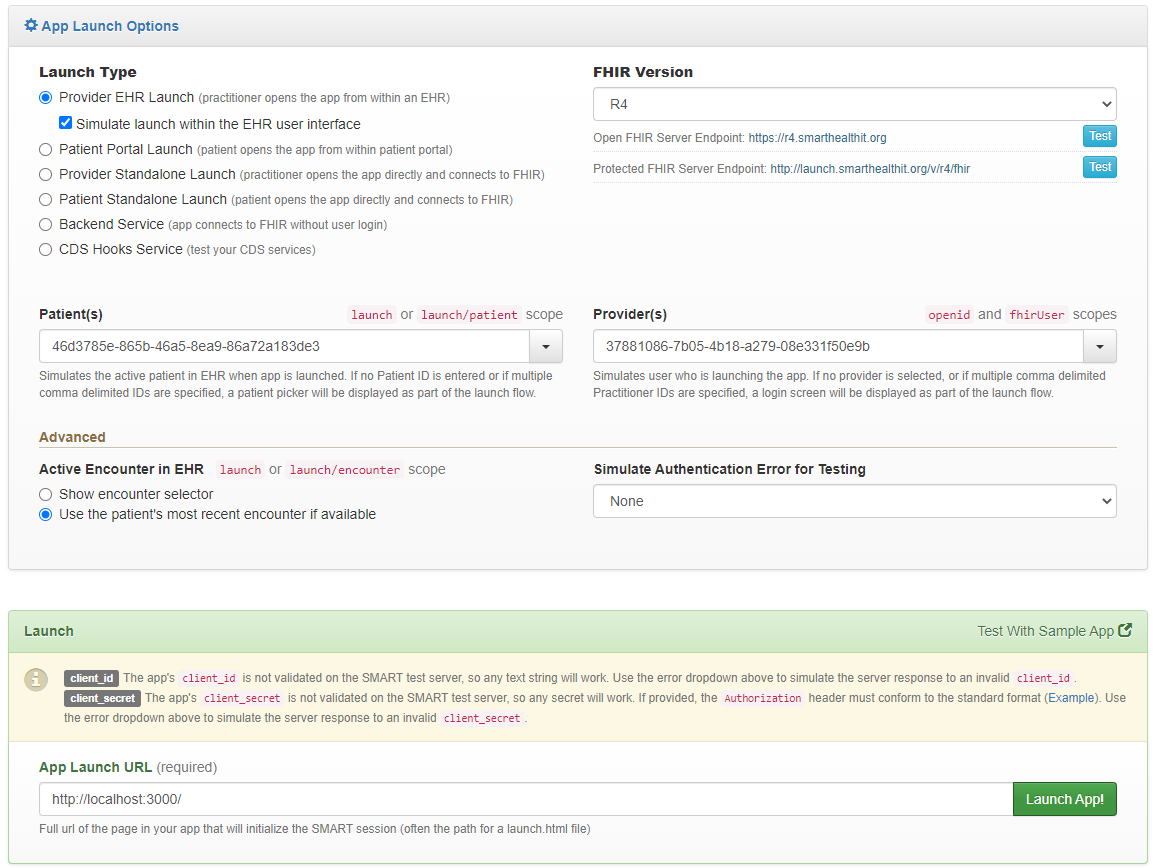 App Launch Options
Launch Type
Provider EHR Launch (practitioner opens the app from within an EHR)
Simulate launch within the EHR user interface
Patient Portal Launch (patient opens the app from within patient portal)
Provider Standalone Launch (practitioner opens the app directly and connects to FHIR)
Patient Standalone Launch (patient opens the app directly and connects to FHIR)
Backend Service (app connects to FHIR without user login)
CDS Hooks Service (test your CDS services)
FHIR Version
R4
Open FHIR Server Endpoint: https://r4.smarthealthit.org Test
Protected FHIR Server Endpoint: http://launch.smarthealthit.org/v/r4/fhir Test
Patient(s) launch or launch/patient scope
46d3785e-865b-46a5-8ea9-86a72a183de3
Simulates the active patient in EHR when app is launched. If no Patient ID is entered or if multiple
comma delimited IDs are specified, a patient picker will be displayed as part of the launch flow.
Provider(s) openid and fhirUser scopes
37881086-7b05-4b18-a279-08e331f50e9b
Simulates user who is launching the app. If no provider is selected, or if multiple comma delimited
Practitioner IDs are specified, a login screen will be displayed as part of the launch flow.
Advanced
Active Encounter in EHR launch or launch/encounter scope
Show encounter selector
Use the patient's most recent encounter if available
Simulate Authentication Error for Testing
None
Launch Test With Sample App
client_id The app's client_id is not validated on the SMART test server, so any text string will work. Use the error dropdown above to simulate the server response to an invalid client_id .
client_secret The app's client_secret is not validated on the SMART test server, so any secret will work. If provided, the Authorization header must conform to the standard format (Example). Use
the error dropdown above to simulate the server response to an invalid client_secret .
App Launch URL (required)
http://localhost:3000/ Launch App!
Full url of the page in your app that will initialize the SMART session (often the path for a launch.html file)